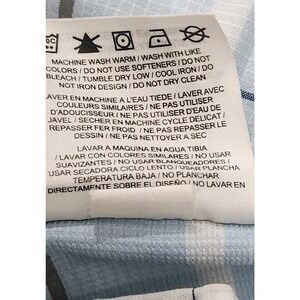 MACHINE WASH WARM / WASH WITH LIKE
COLORS / DO NOT USE SOFTENERS / DO NOT
BLEACH / TUMBLE DRY LOW / COOL IRON / DO
NOT IRON DESIGN / DO NOT DRY CLEAN
LAVER EN MACHINE A L'EAU TIEDE / LAVER AVEC
COULEURS SIMILAIRES / NE PAS UTILISER
D'ADOUCISSEUR / NE PAS UTILISER D'EAU DE
JAVEL / SECHER EN MACHINE CYCLE DELICAT /
REPASSER FER FROID / NE PAS REPASSER LE
DESSIN / NE PAS NETTOYER A SEC
LAVAR A MAQUINA EN AGUA TIBIA
/ LAVAR CON COLORES SIMILARES / NO USAR
SUAVIZANTES / NO USAR BLANQUEADORES /
USAR SECADORA CICLO LENTO / USAR PLANCHA
TEMPERATURA BAJA / NO PLANCHAR
DIRECTAMENTE SOBRE EL DISEÑO / NO LAVAR EN